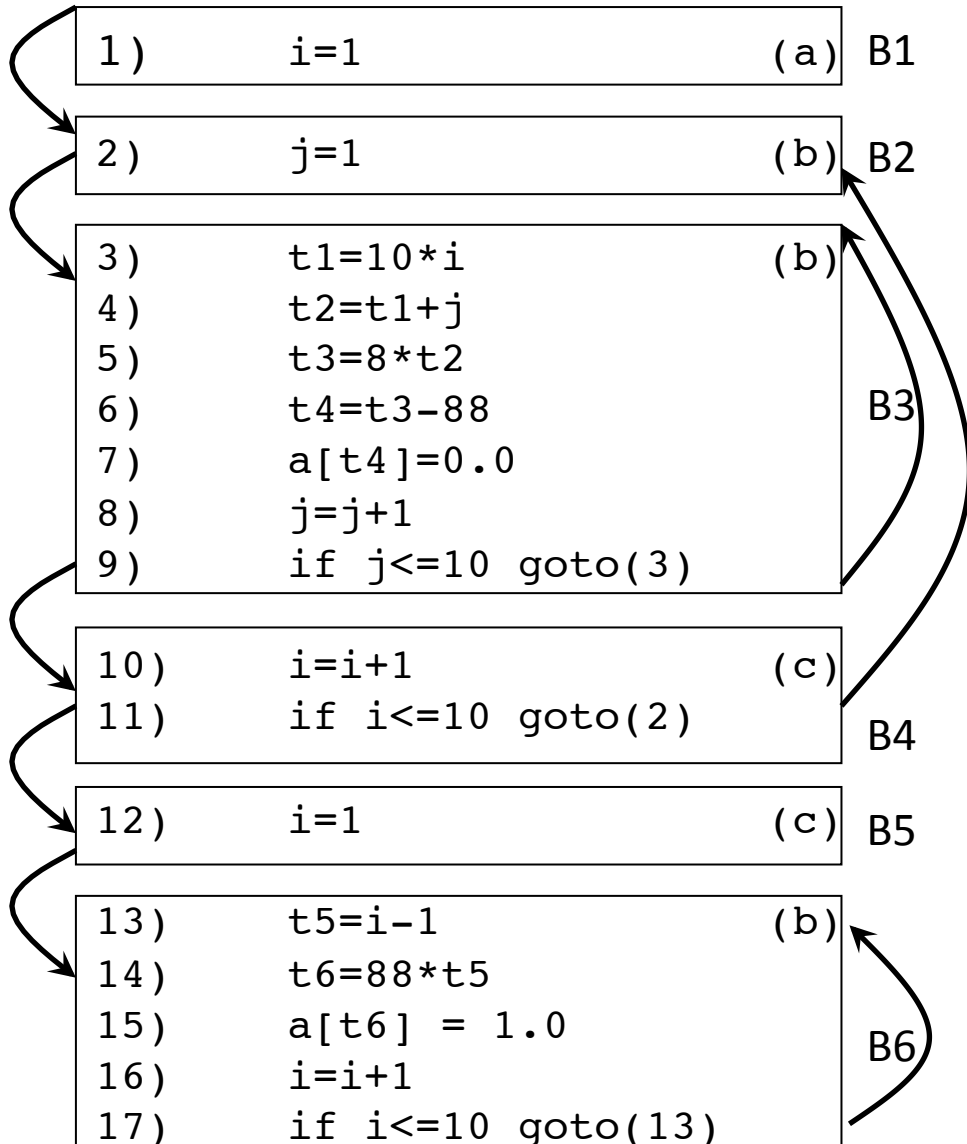 1) i=1 (a) B1
2) j=1 (b) B2
3) t1=10*i (b)
4) t2=t1+j
5) t3=8*t2
6) t4=t3-88 B3
7) a[t4]=0.0
8) j=j+1
9) if j<=10 goto(3)
10) i=i+1 (c)
11) if i<=10 goto(2) B4
12) i=1 (c) B5
13) t5=i-1 (b)
14) t6=88*t5
15) a[t6] = 1.0 B6
16) i=i+1
17) if i<=10 goto(13)